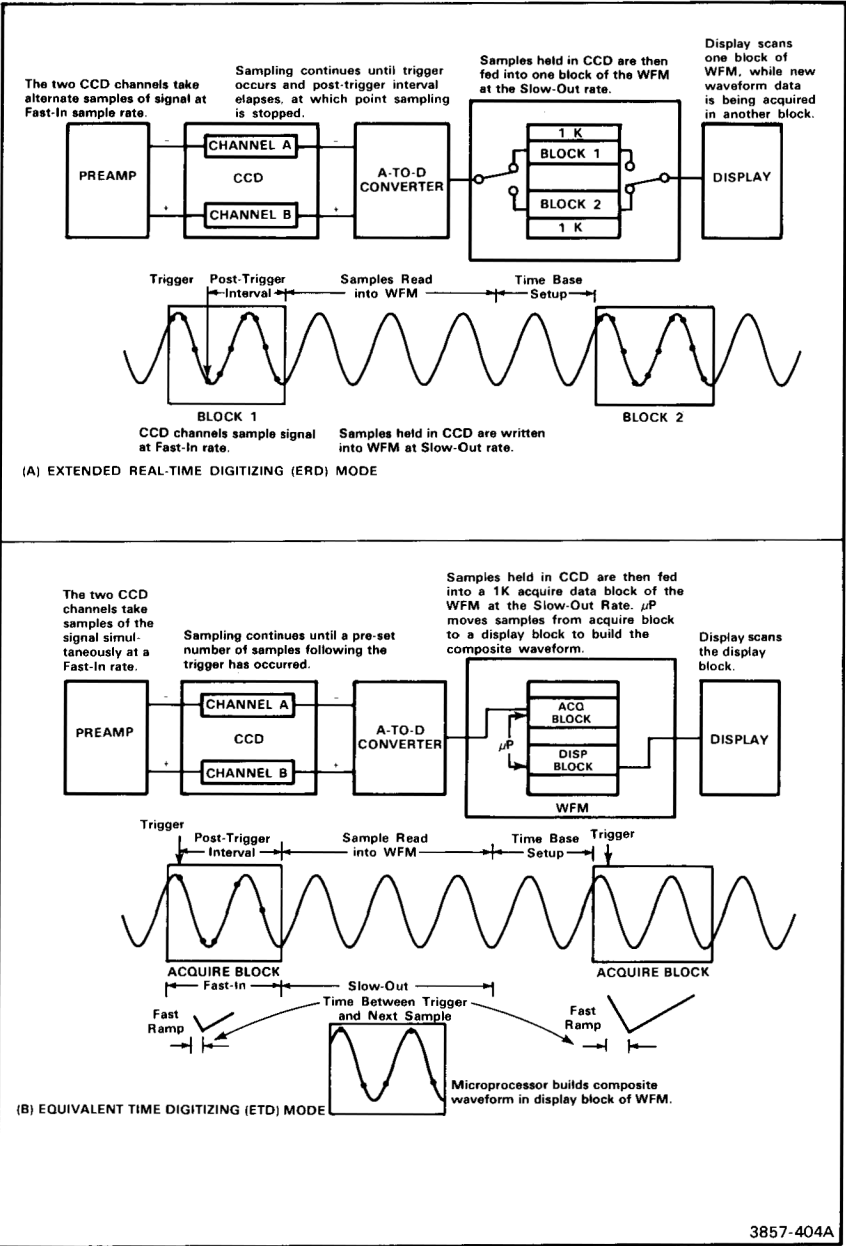 The two CCD channels take
alternate samples of signal at
Fast-In sample rate.
Sampling continues until trigger
occurs and post-trigger interval
elapses, at which point sampling
is stopped.
Samples held in CCD are then
fed into one block of the WFM
at the Slow-Out rate.
Display scans
one block of
WFM, while new
waveform data
is being acquired
in another block.
PREAMP
-
+
CHANNEL A
CCD
CHANNEL B
-
+
A-TO-D
CONVERTER
1 K
BLOCK 1
BLOCK 2
1 K
DISPLAY
Trigger
Post-Trigger
Interval
Samples Read
into WFM
Time Base
Setup
BLOCK 1
BLOCK 2
CCD channels sample signal
at Fast-In rate.
Samples held in CCD are written
into WFM at Slow-Out rate.
(A) EXTENDED REAL-TIME DIGITIZING (ERD) MODE
The two CCD
channels take
samples of the
signal simul-
taneously at a
Fast-In rate.
Sampling continues until a pre-set
number of samples following the
trigger has occurred.
Samples held in CCD are then fed
into a 1K acquire data block of the
WFM at the Slow-Out Rate. μP
moves samples from acquire block
to a display block to build the
composite waveform.
Display scans
the display
block.
PREAMP
-
+
CHANNEL A
CCD
CHANNEL B
-
+
A-TO-D
CONVERTER
μP
ACQ
BLOCK
DISP
BLOCK
WFM
DISPLAY
Trigger
Post-Trigger
Interval
Sample Read
into WFM
Time Base
Setup
Trigger
ACQUIRE BLOCK
ACQUIRE BLOCK
Fast-In
Slow-Out
Fast
Ramp
Time Between Trigger
and Next Sample
Fast
Ramp
Microprocessor builds composite
waveform in display block of WFM.
(B) EQUIVALENT TIME DIGITIZING (ETD) MODE
3857-404A